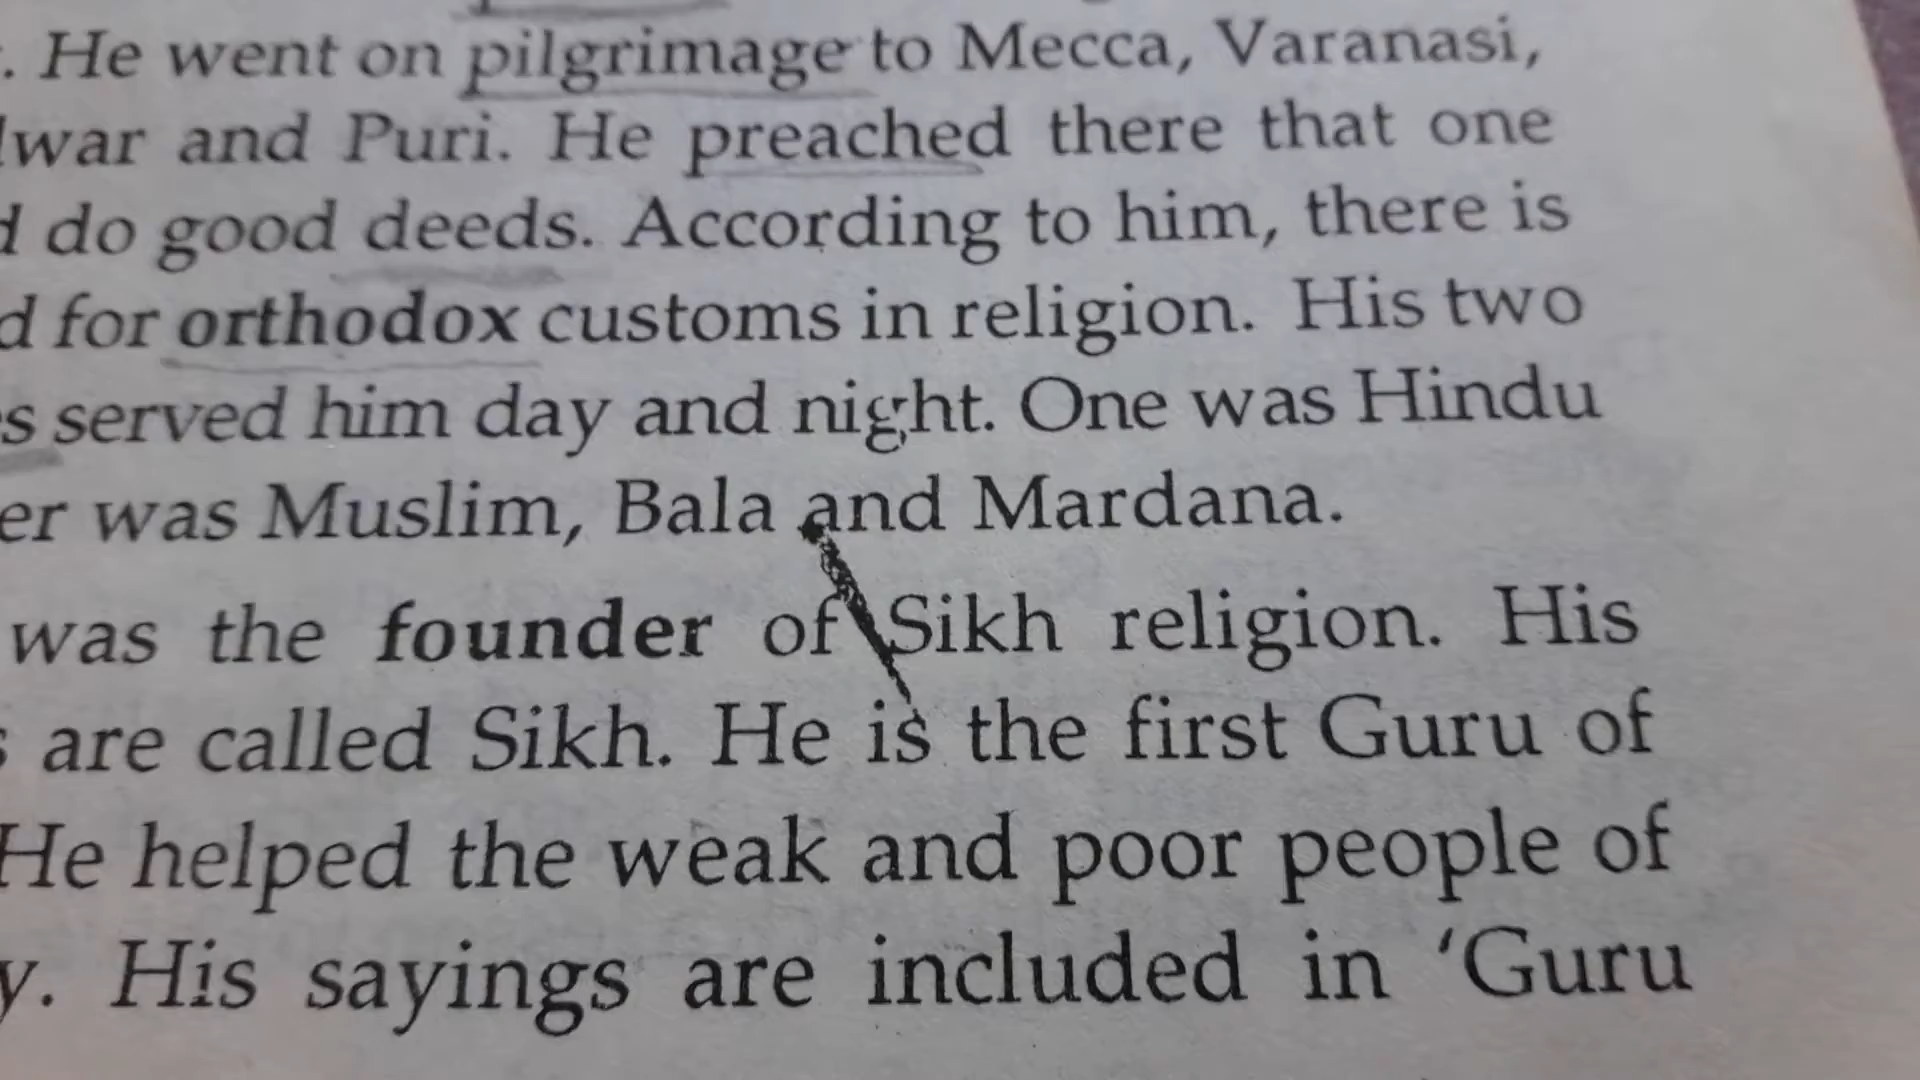 . He went on pilgrimage to Mecca, Varanasi,
war and Puri. He preached there that one
do good deeds. According to him, there is
for orthodox customs in religion. His two
served him day and night. One was Hindu
er was Muslim, Bala and Mardana.
was the founder of Sikh religion. His
are called Sikh. He is the first Guru of
He helped the weak and poor people of
y. His sayings are included in ‘Guru